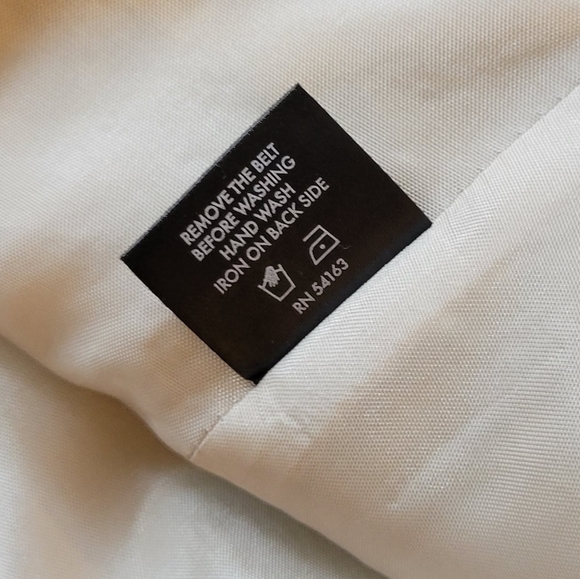 REMOVE THE BELT
BEFORE WASHING
HAND WASH
IRON ON BACK SIDE
RN 54163